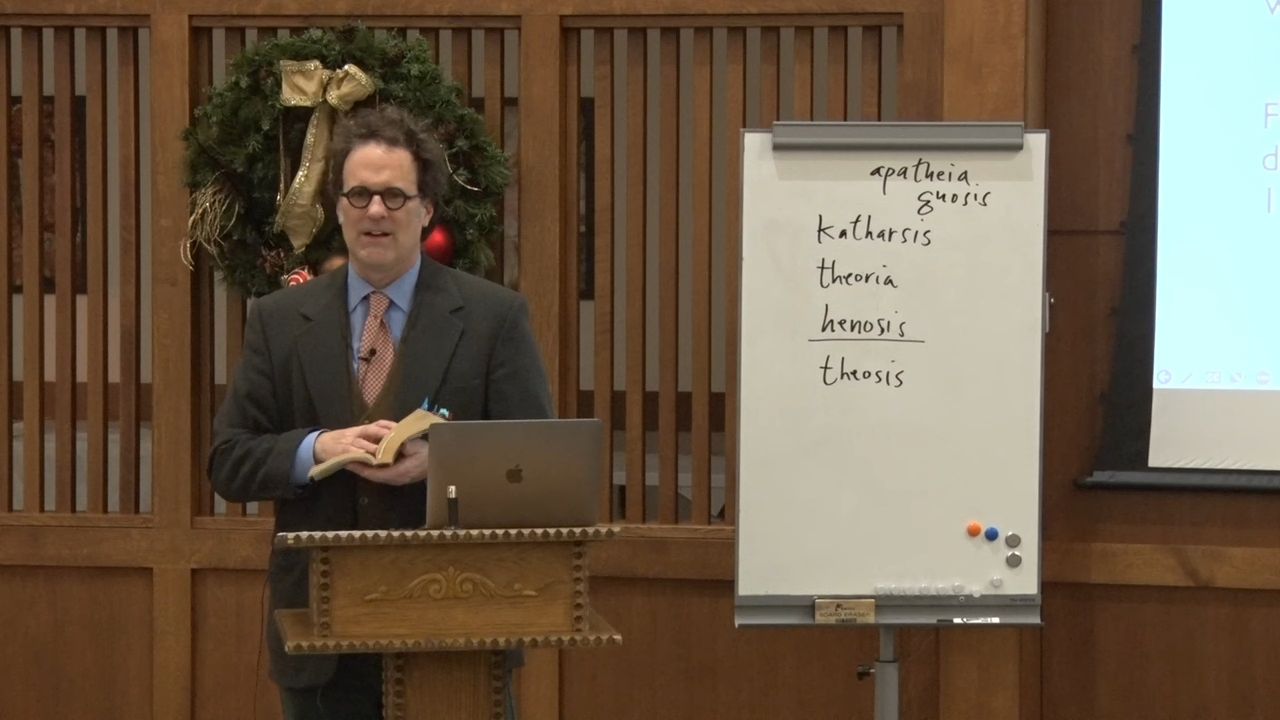 apatheia
gnosis
katharsis
theoria
henosis
theosis
F
d